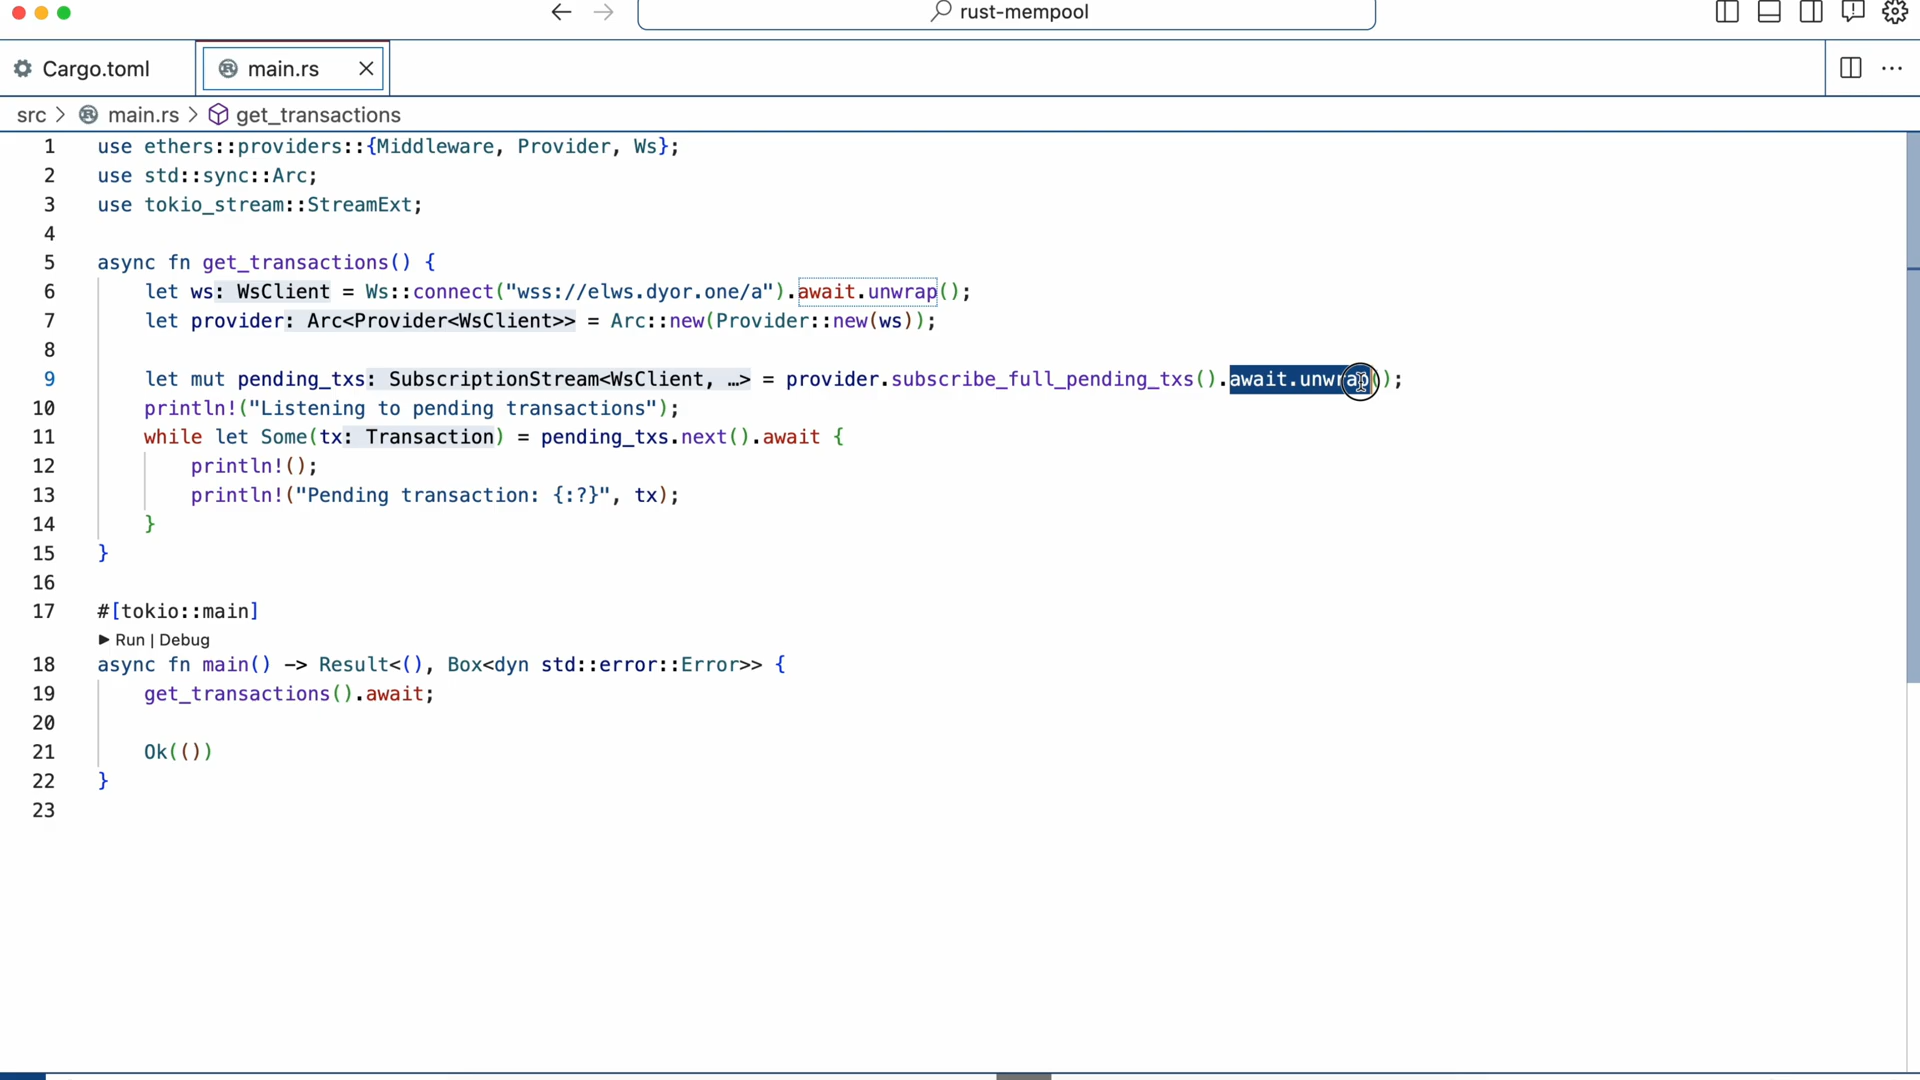 rust-mempool
Cargo.toml
main.rs
src > main.rs > get_transactions
1 use ethers::providers::{Middleware, Provider, Ws};
2 use std::sync::Arc;
3 use tokio_stream::StreamExt;
4
5 async fn get_transactions() {
6 let ws: WsClient = Ws::connect("wss://elws.dyor.one/a").await.unwrap();
7 let provider: Arc<Provider<WsClient>> = Arc::new(Provider::new(ws));
8
9 let mut pending_txs: SubscriptionStream<WsClient, …> = provider.subscribe_full_pending_txs().await.unwrap();
10 println!("Listening to pending transactions");
11 while let Some(tx: Transaction) = pending_txs.next().await {
12 println!();
13 println!("Pending transaction: {:?}", tx);
14 }
15 }
16
17 #[tokio::main]
Run | Debug
18 async fn main() -> Result<(), Box<dyn std::error::Error>> {
19 get_transactions().await;
20
21 Ok(())
22 }
23